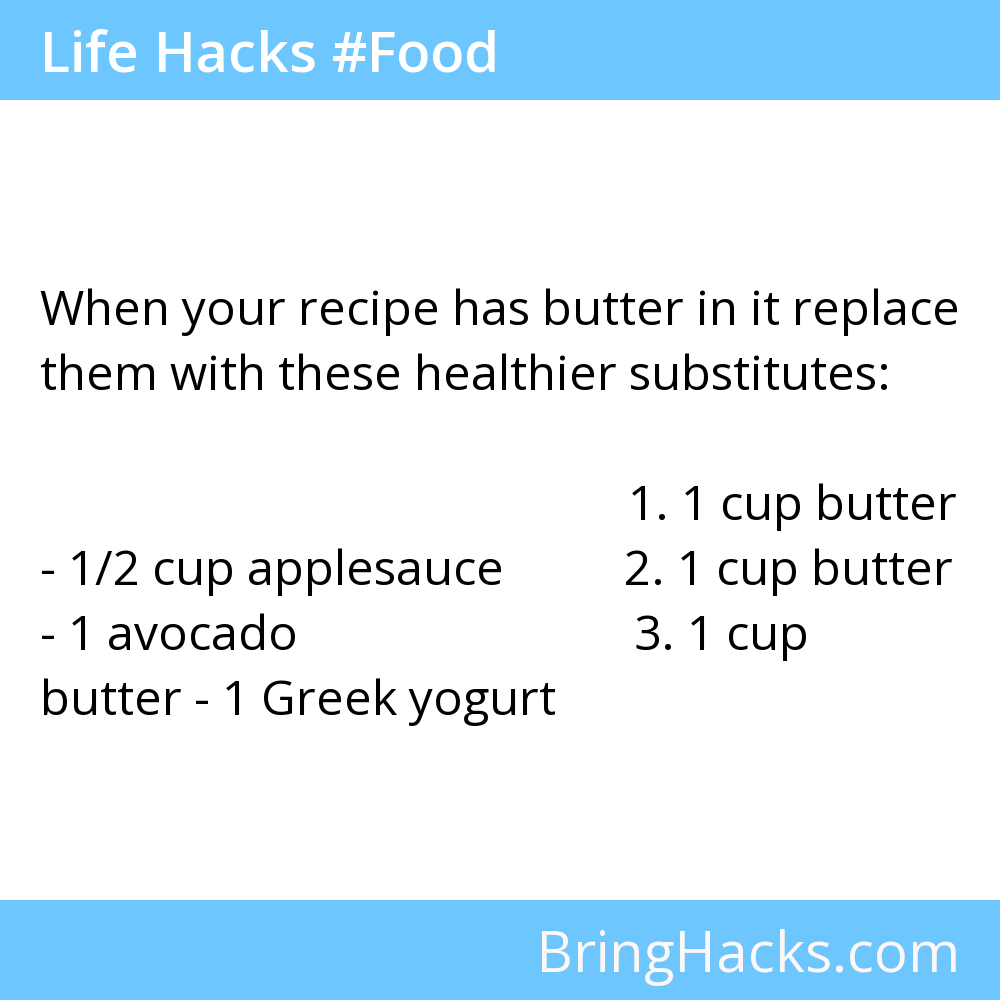 Life Hacks #Food
When your recipe has butter in it replace
them with these healthier substitutes:
1. 1 cup butter
- 1/2 cup applesauce 2. 1 cup butter
- 1 avocado 3. 1 cup
butter - 1 Greek yogurt
BringHacks.com